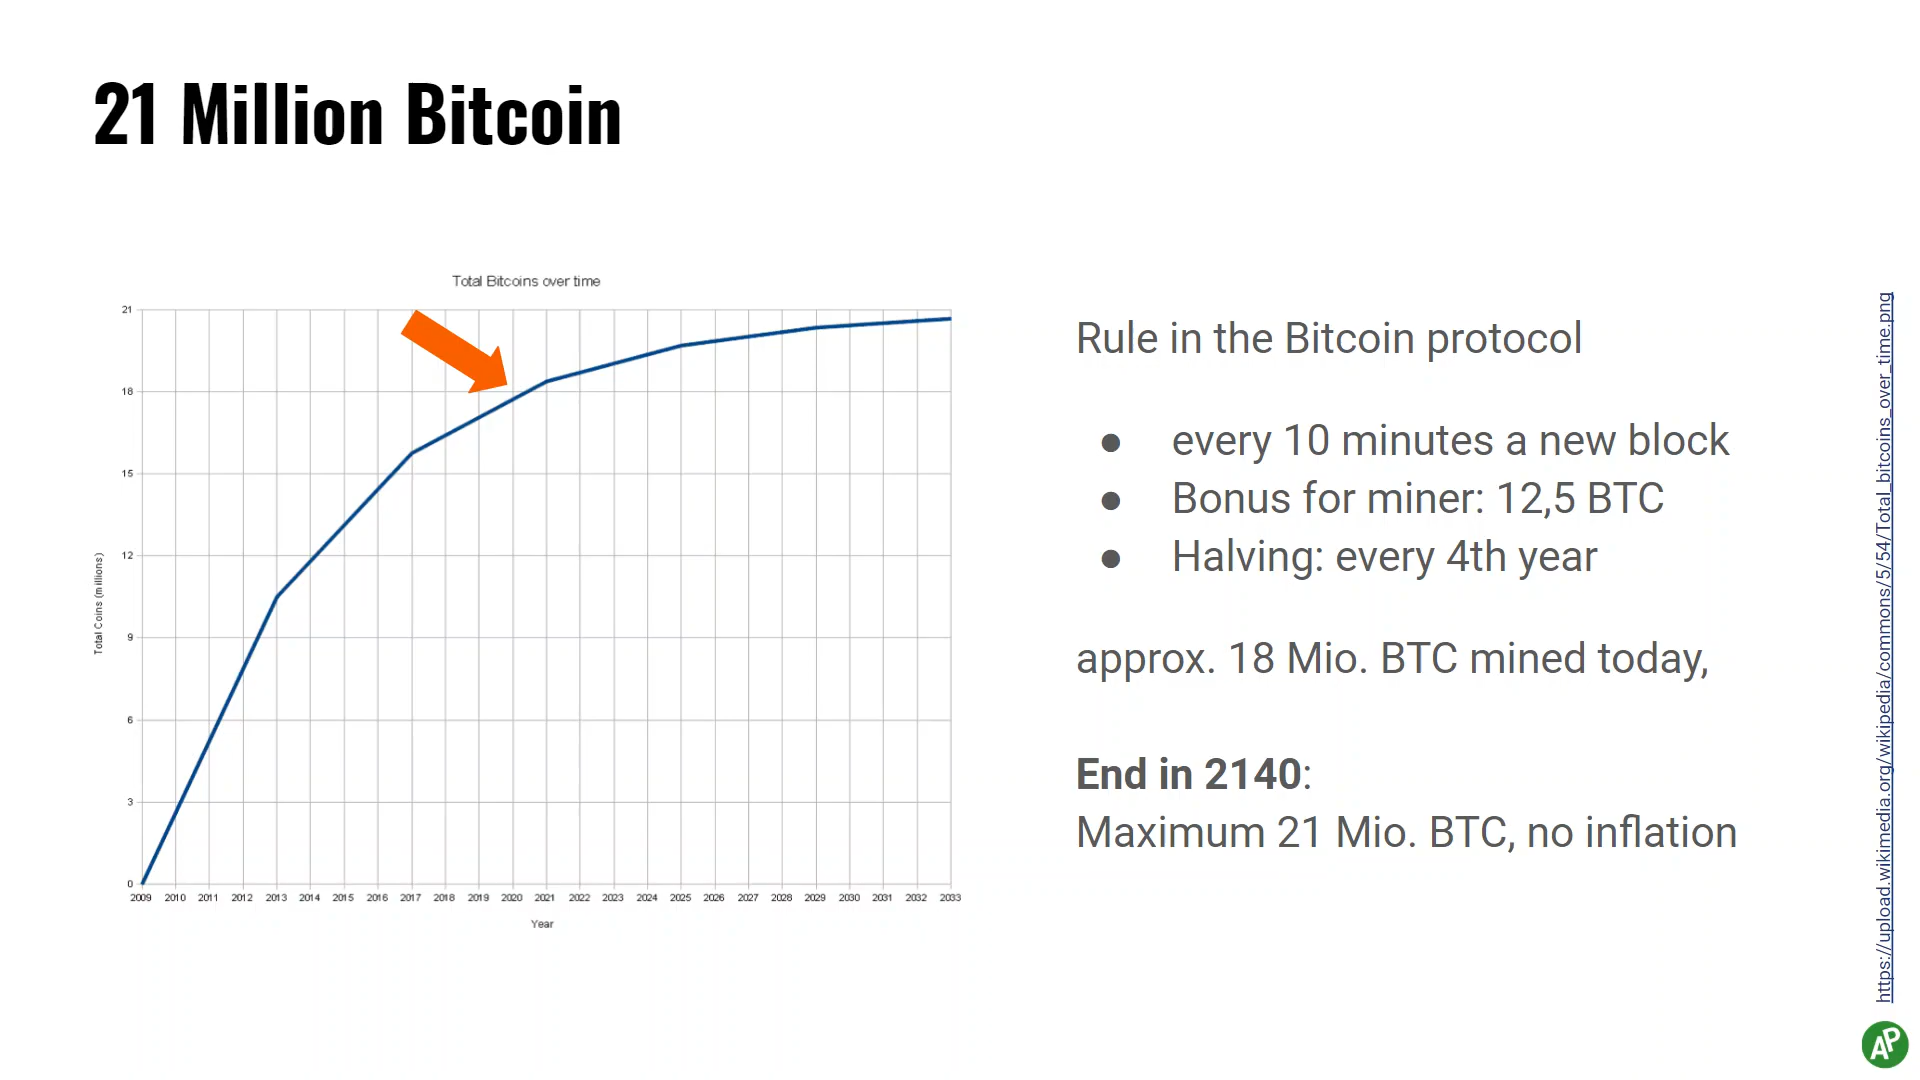 21 Million Bitcoin
Total Bitcoins over time
21
18
15
12
9
6
3
0
Total Coins (millions)
2009 2010 2011 2012 2013 2014 2015 2016 2017 2018 2019 2020 2021 2022 2023 2024 2025 2026 2027 2028 2029 2030 2031 2032 2033
Year
Rule in the Bitcoin protocol
● every 10 minutes a new block
● Bonus for miner: 12,5 BTC
● Halving: every 4th year
approx. 18 Mio. BTC mined today,
End in 2140:
Maximum 21 Mio. BTC, no inflation
https://upload.wikimedia.org/wikipedia/commons/5/54/Total_bitcoins_over_time.png
AP